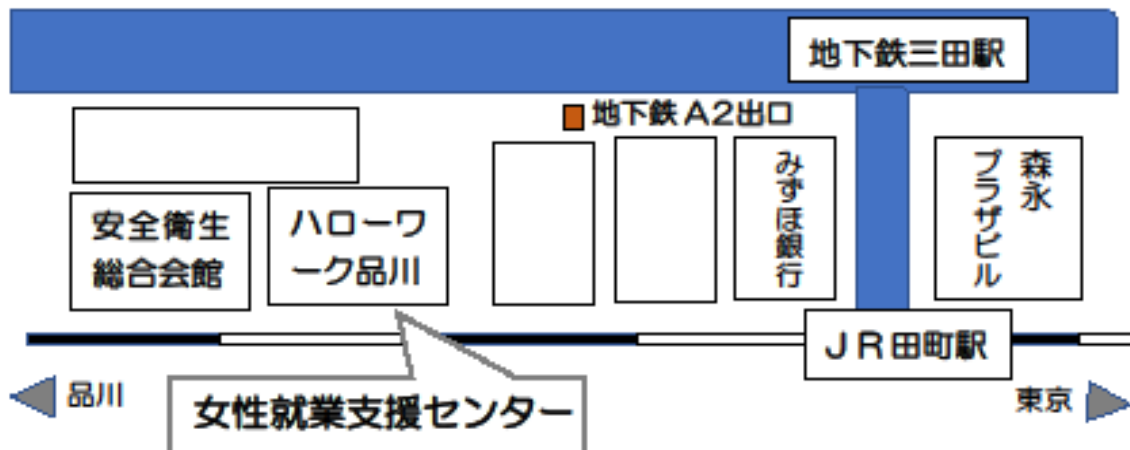 地下鉄三田駅
地下鉄A2出口
みずほ銀行
森永
プラザビル
安全衛生
総合会館
ハローワ
ーク品川
JR田町駅
品川
女性就業支援センター
東京